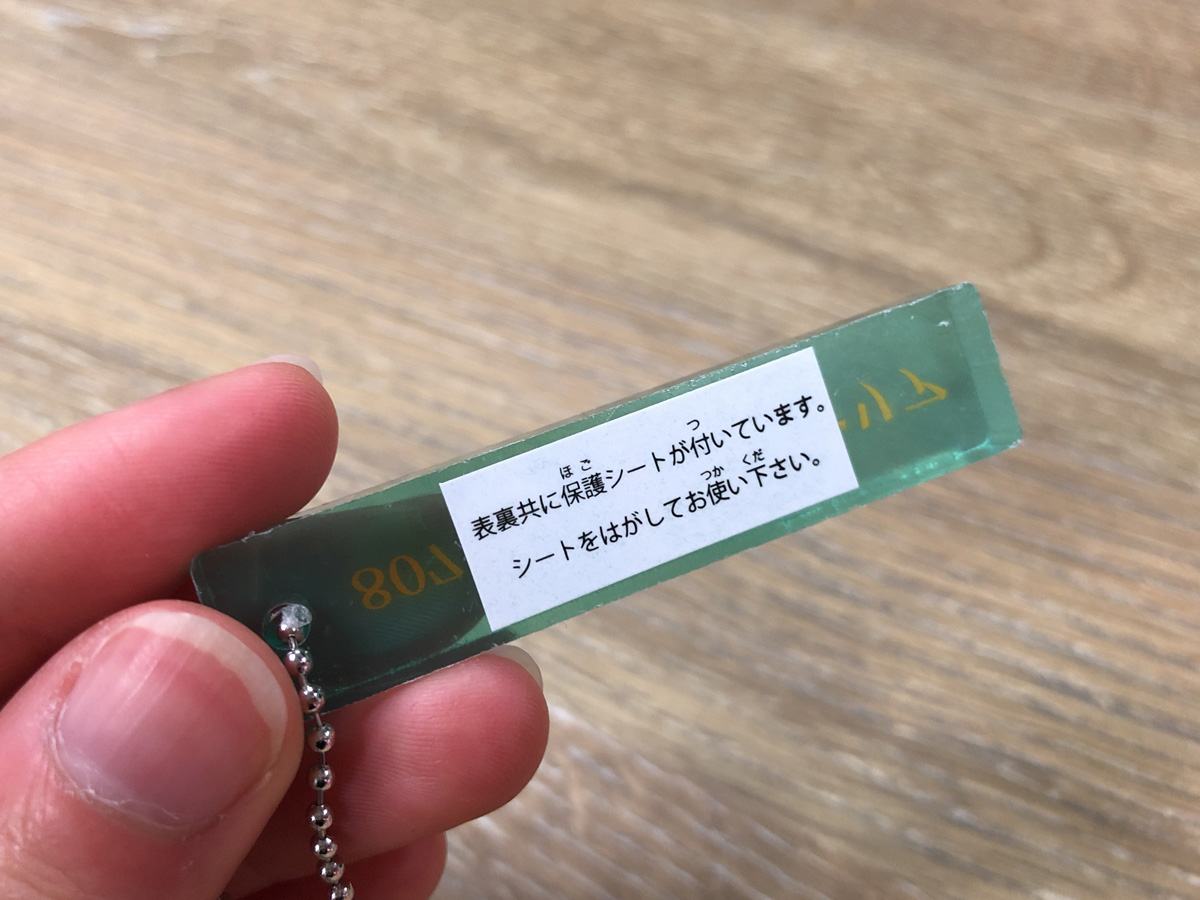 表裏共に保護シートが付いています。
シートをはがしてお使い下さい。
807